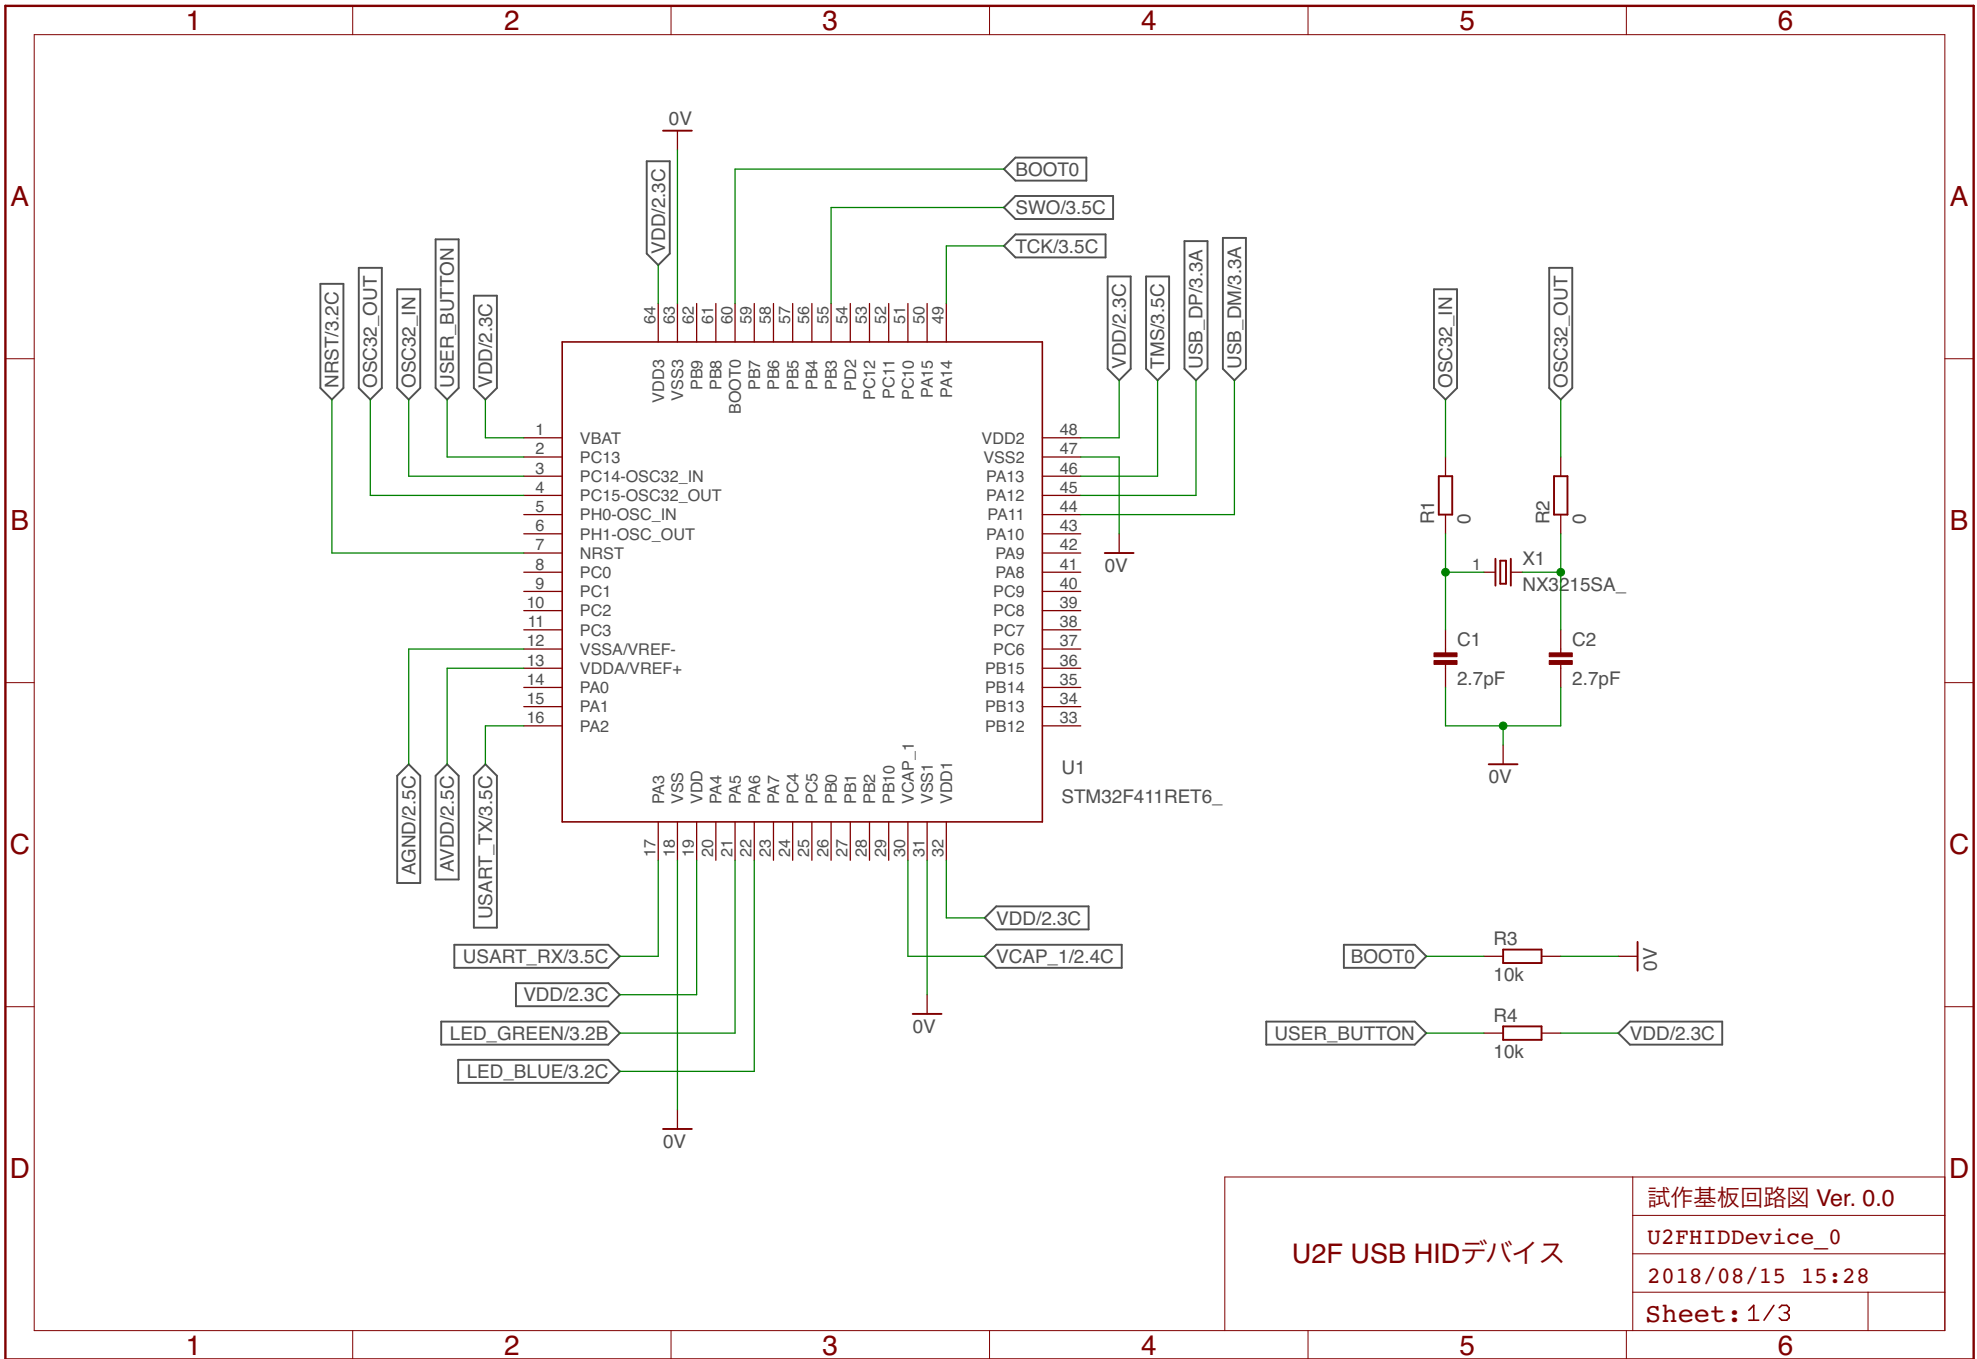 1 2 3 4 5 6
A
B
C
D
A
B
C
D
0V
VDD/2.3C
BOOT0
SWO/3.5C
TCK/3.5C
NRST/3.2C
OSC32_OUT
OSC32_IN
USER_BUTTON
VDD/2.3C
VDD/2.3C
TMS/3.5C
USB_DP/3.3A
USB_DM/3.3A
64 63 62 61 60 59 58 57 56 55 54 53 52 51 50 49
VDD3 VSS3 PB9 PB8 BOOT0 PB7 PB6 PB5 PB4 PB3 PD2 PC12 PC11 PC10 PA15 PA14
1 VBAT
2 PC13
3 PC14-OSC32_IN
4 PC15-OSC32_OUT
5 PH0-OSC_IN
6 PH1-OSC_OUT
7 NRST
8 PC0
9 PC1
10 PC2
11 PC3
12 VSSA/VREF-
13 VDDA/VREF+
14 PA0
15 PA1
16 PA2
VDD2 48
VSS2 47
PA13 46
PA12 45
PA11 44
PA10 43
PA9 42
PA8 41
PC9 40
PC8 39
PC7 38
PC6 37
PB15 36
PB14 35
PB13 34
PB12 33
0V
PA3 VSS VDD PA4 PA5 PA6 PA7 PC4 PC5 PB0 PB1 PB2 PB10 VCAP_1 VSS1 VDD1
17 18 19 20 21 22 23 24 25 26 27 28 29 30 31 32
U1
STM32F411RET6_
AGND/2.5C
AVDD/2.5C
USART_TX/3.5C
USART_RX/3.5C
VDD/2.3C
LED_GREEN/3.2B
LED_BLUE/3.2C
0V
VDD/2.3C
VCAP_1/2.4C
0V
OSC32_IN
OSC32_OUT
R1
0
R2
0
1
X1
NX3215SA_
C1
2.7pF
C2
2.7pF
0V
BOOT0
R3
10k
0V
USER_BUTTON
R4
10k
VDD/2.3C
U2F USB HIDデバイス
試作基板回路図 Ver. 0.0
U2FHIDDevice_0
2018/08/15 15:28
Sheet: 1/3
1 2 3 4 5 6